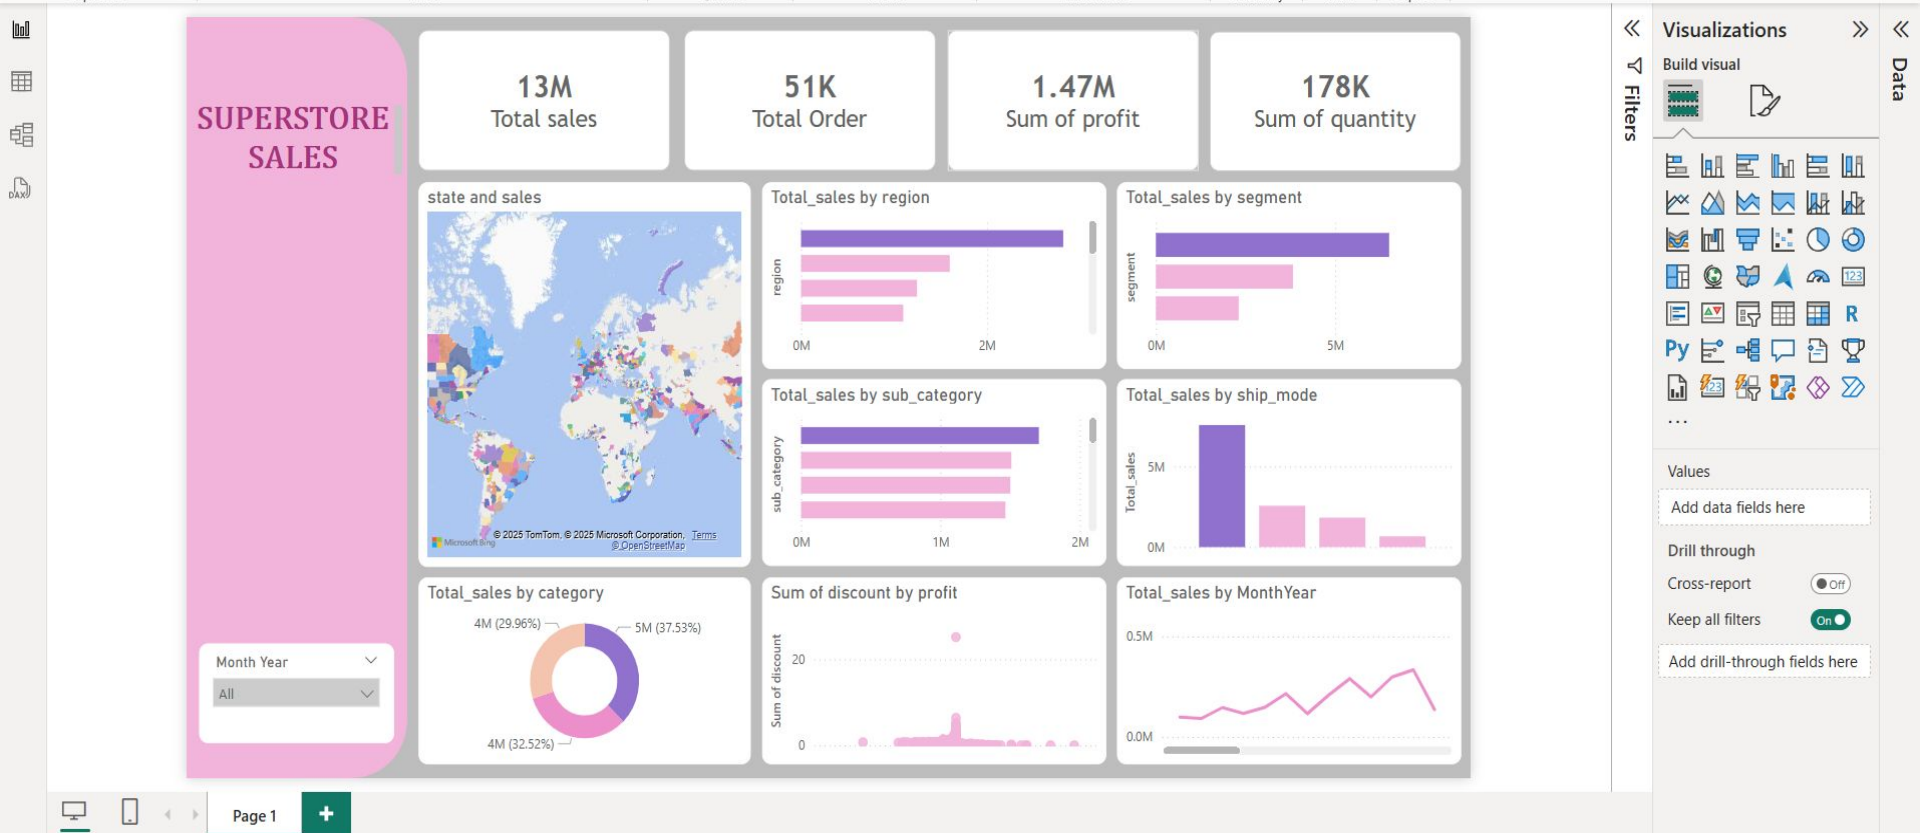 SUPERSTORE
SALES
13M
Total sales
51K
Total Order
1.47M
Sum of profit
178K
Sum of quantity
state and sales
Microsoft Bing
© 2025 TomTom, © 2025 Microsoft Corporation, Terms
© OpenStreetMap
Total_sales by region
region
0M
2M
Total_sales by segment
segment
0M
5M
Total_sales by sub_category
sub_category
0M
1M
2M
Total_sales by ship_mode
Total_sales
5M
0M
Month Year
All
Total_sales by category
4M (29.96%)
5M (37.53%)
4M (32.52%)
Sum of discount by profit
Sum of discount
20
0
Total_sales by MonthYear
0.5M
0.0M
Page 1
Filters
Visualizations
Build visual
123
R
Py
123
...
Values
Add data fields here
Drill through
Cross-report
Off
Keep all filters
On
Add drill-through fields here
Data
DAX